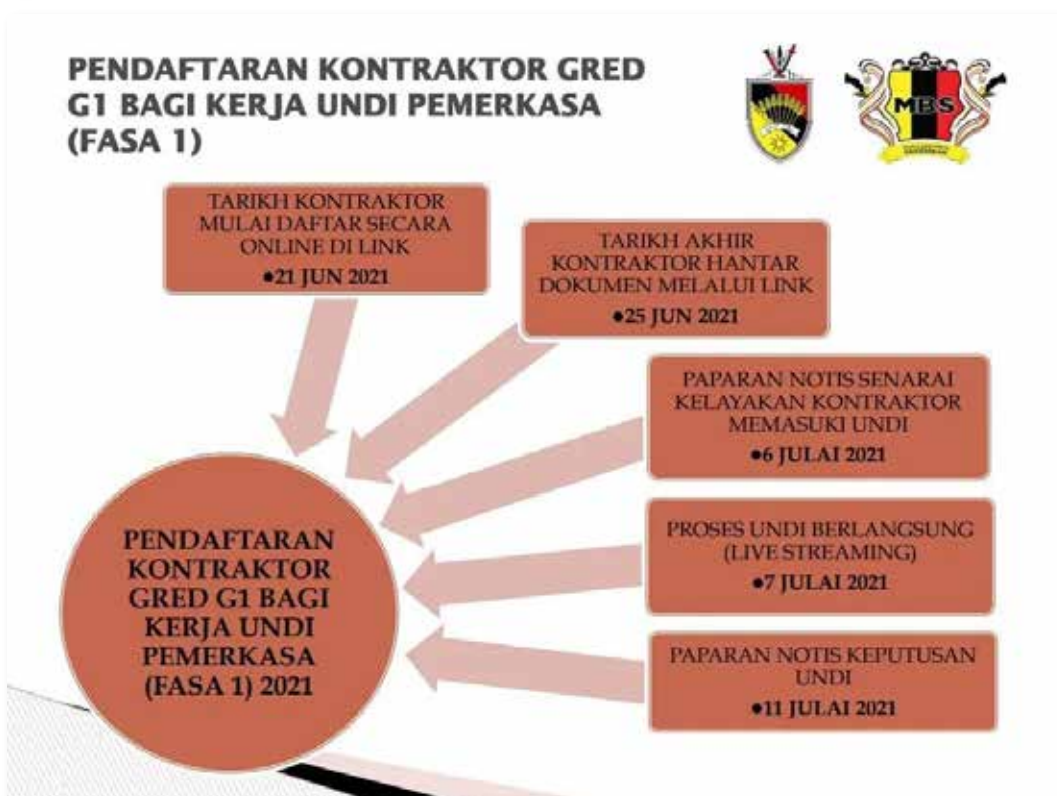 PENDAFTARAN KONTRAKTOR GRED
G1 BAGI KERJA UNDI PEMERKASA
(FASA 1)
MBS
TARIKH KONTRAKTOR
MULAI DAFTAR SECARA
ONLINE DI LINK
●21 JUN 2021
TARIKH AKHIR
KONTRAKTOR HANTAR
DOKUMEN MELALUI LINK
●25 JUN 2021
PAPARAN NOTIS SENARAI
KELAYAKAN KONTRAKTOR
MEMASUKI UNDI
●6 JULAI 2021
PROSES UNDI BERLANGSUNG
(LIVE STREAMING)
●7 JULAI 2021
PAPARAN NOTIS KEPUTUSAN
UNDI
●11 JULAI 2021
PENDAFTARAN
KONTRAKTOR
GRED G1 BAGI
KERJA UNDI
PEMERKASA
(FASA 1) 2021